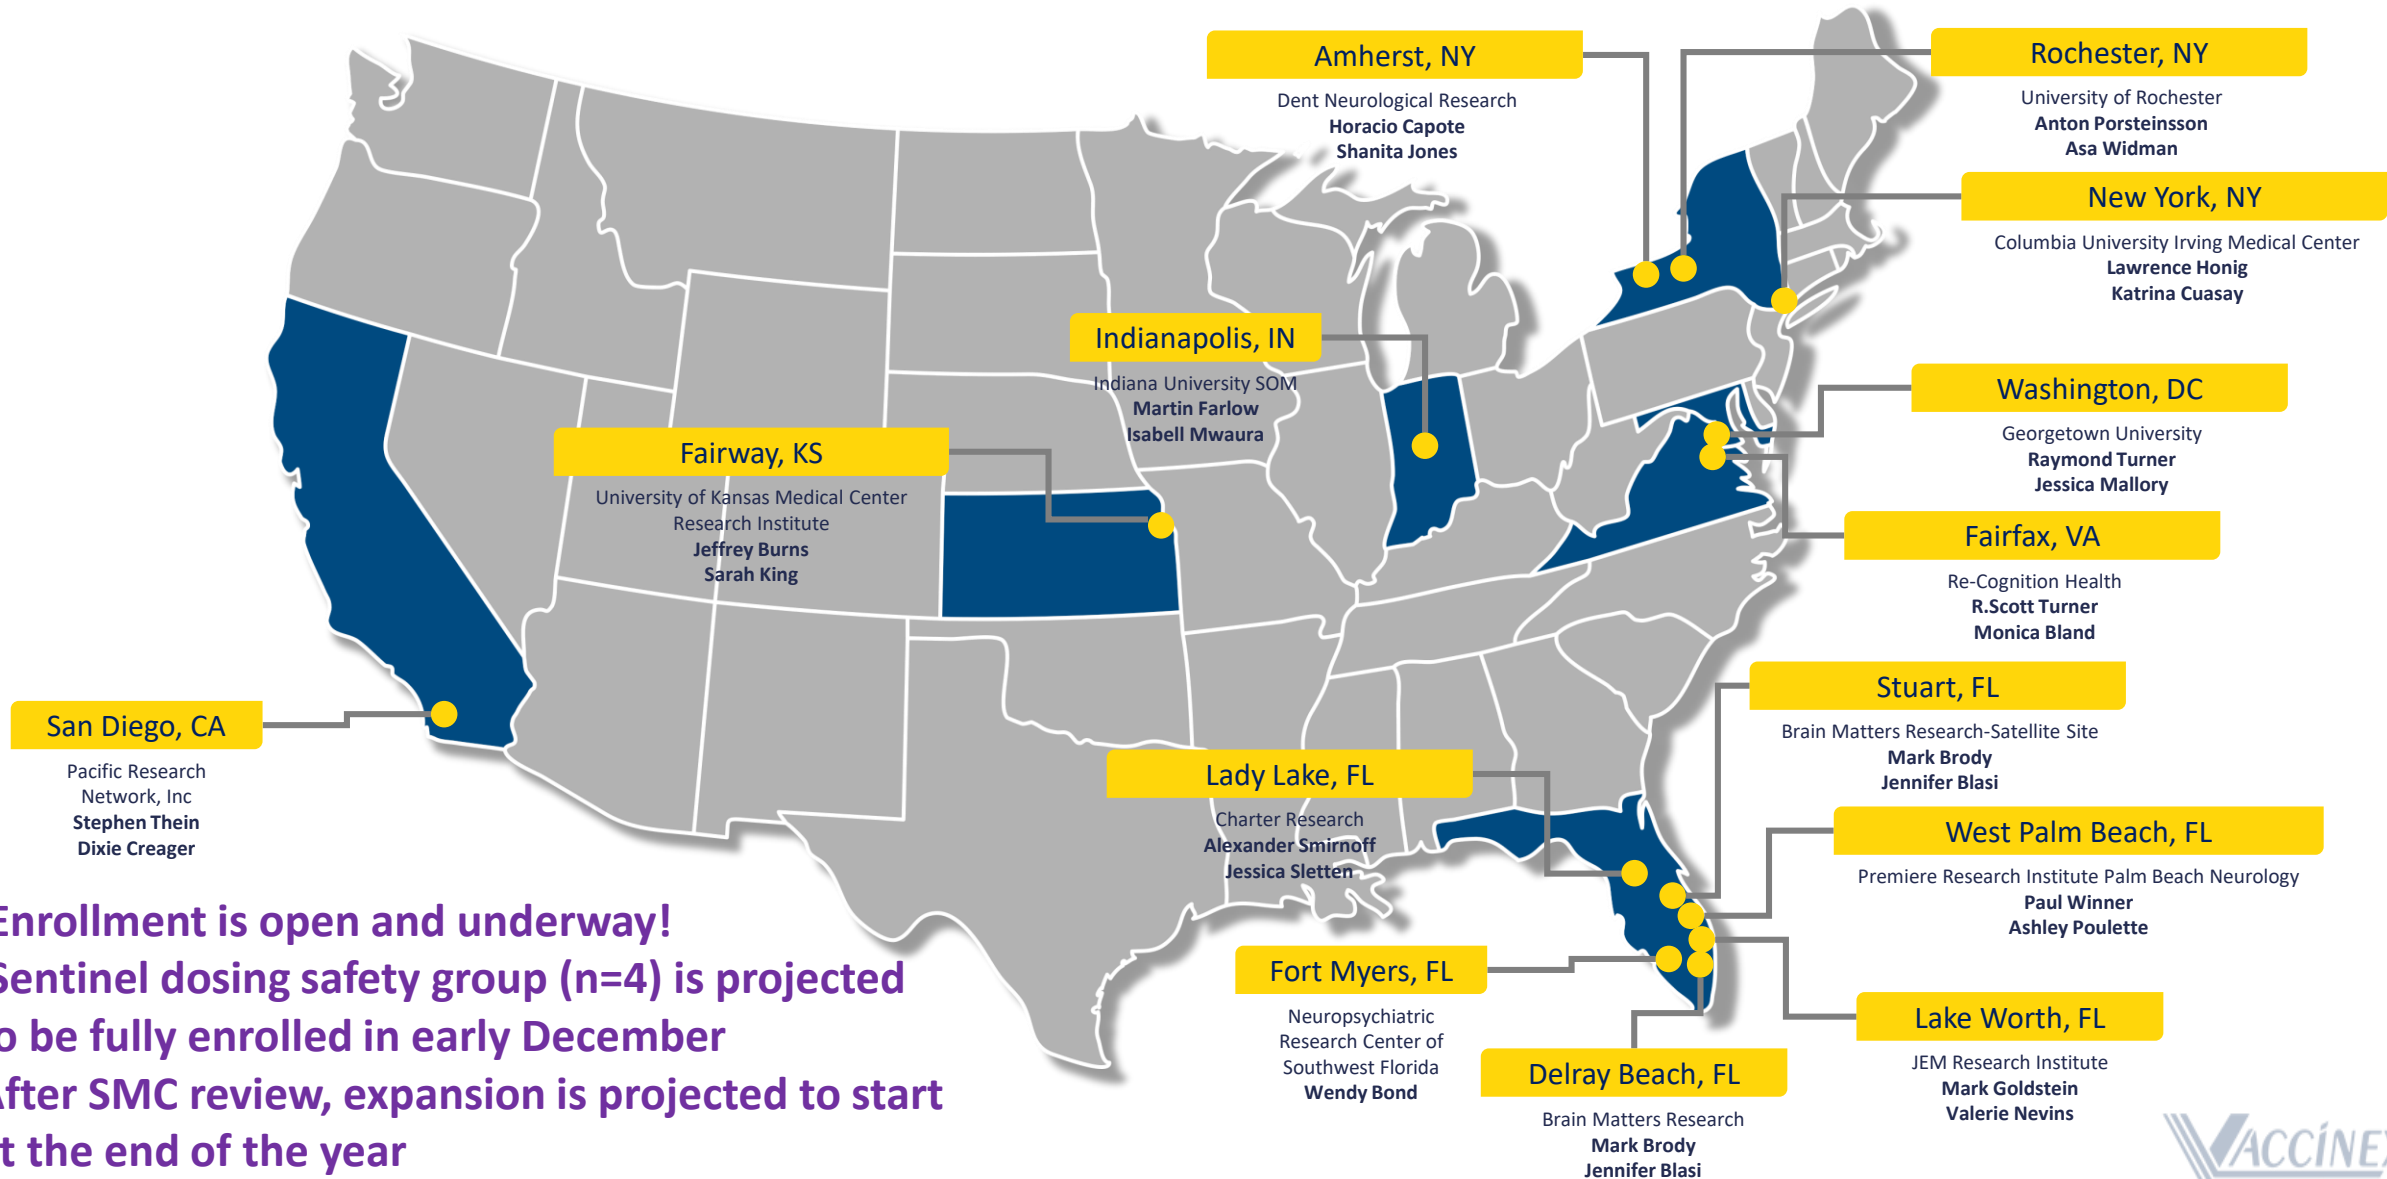 Amherst, NY
Dent Neurological Research
Horacio Capote
Shanita Jones
Rochester, NY
University of Rochester
Anton Porsteinsson
Asa Widman
New York, NY
Columbia University Irving Medical Center
Lawrence Honig
Katrina Cuasay
Indianapolis, IN
Indiana University SOM
Martin Farlow
Isabell Mwaura
Washington, DC
Georgetown University
Raymond Turner
Jessica Mallory
Fairway, KS
University of Kansas Medical Center
Research Institute
Jeffrey Burns
Sarah King
Fairfax, VA
Re-Cognition Health
R.Scott Turner
Monica Bland
San Diego, CA
Pacific Research
Network, Inc
Stephen Thein
Dixie Creager
Stuart, FL
Brain Matters Research-Satellite Site
Mark Brody
Jennifer Blasi
Lady Lake, FL
Charter Research
Alexander Smirnoff
Jessica Sletten
West Palm Beach, FL
Premiere Research Institute Palm Beach Neurology
Paul Winner
Ashley Poulette
Fort Myers, FL
Neuropsychiatric
Research Center of
Southwest Florida
Wendy Bond
Lake Worth, FL
JEM Research Institute
Mark Goldstein
Valerie Nevins
Delray Beach, FL
Brain Matters Research
Mark Brody
Jennifer Blasi
Enrollment is open and underway!
Sentinel dosing safety group (n=4) is projected
o be fully enrolled in early December
After SMC review, expansion is projected to start
t the end of the year
VACCINEX